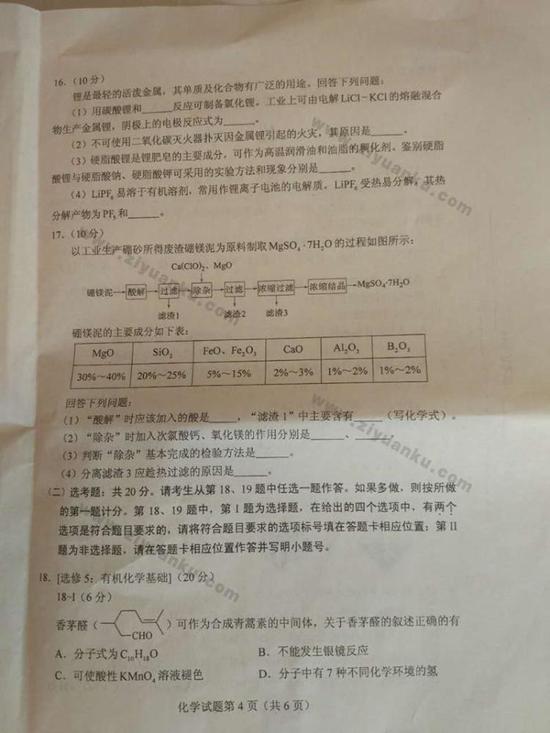 16.（10分）
锂是最轻的活泼金属，其单质及化合物有广泛的用途。回答下列问题：
（1）用碳酸锂和______反应可制备氯化锂，工业上可由电解LiCl－KCl的熔融混合
物生产金属锂，阴极上的电极反应式为______。
（2）不可使用二氧化碳灭火器扑灭因金属锂引起的火灾，其原因是______。
（3）硬脂酸锂是锂肥皂的主要成分，可作为高温润滑油和油脂的稠化剂，鉴别硬脂
酸锂与硬脂酸钠、硬脂酸钾可采用的实验方法和现象分别是______。
（4）LiPF₆易溶于有机溶剂，常用作锂离子电池的电解质。LiPF₆受热易分解，其热
分解产物为PF₅和______。
17.（10分）
以工业生产硼砂所得废渣硼镁泥为原料制取MgSO₄·7H₂O的过程如图所示：
Ca(ClO)₂、MgO
硼镁泥 酸解 过滤 除杂 过滤 浓缩过滤 浓缩结晶 MgSO₄·7H₂O
滤渣1 滤渣2 滤渣3
硼镁泥的主要成分如下表：
MgO SiO₂ FeO、Fe₂O₃ CaO Al₂O₃ B₂O₃
30%～40% 20%～25% 5%～15% 2%～3% 1%～2% 1%～2%
回答下列问题：
（1）“酸解”时应该加入的酸是______，“滤渣1”中主要含有______（写化学式）。
（2）“除杂”时加入次氯酸钙、氧化镁的作用分别是______、______。
（3）判断“除杂”基本完成的检验方法是______。
（4）分离滤渣3应趁热过滤的原因是______。
（二）选考题：共20分。请考生从第18、19题中任选一题作答。如果多做，则按所做
的第一题计分。第18、19题中，第Ⅰ题为选择题，在给出的四个选项中，有两个
选项是符合题目要求的，请将符合题目要求的选项标号填在答题卡相应位置；第Ⅱ
题为非选择题，请在答题卡相应位置作答并写明小题号。
18. [选修5：有机化学基础]（20分）
18-Ⅰ（6分）
香茅醛（ CHO ）可作为合成青蒿素的中间体，关于香茅醛的叙述正确的有
A．分子式为C₁₀H₁₈O B．不能发生银镜反应
C．可使酸性KMnO₄溶液褪色 D．分子中有7种不同化学环境的氢
化学试题第4页（共6页）
www.ziyuanku.com
www.ziyuanku.com
www.ziyuanku.com
www.ziyuanku.com